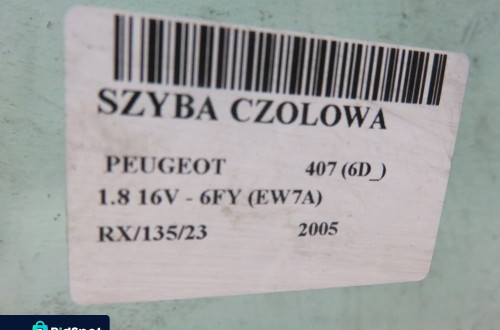 SZYBA CZOLOWA
PEUGEOT 407 (6D_)
1.8 16V - 6FY (EW7A)
RX/135/23 2005